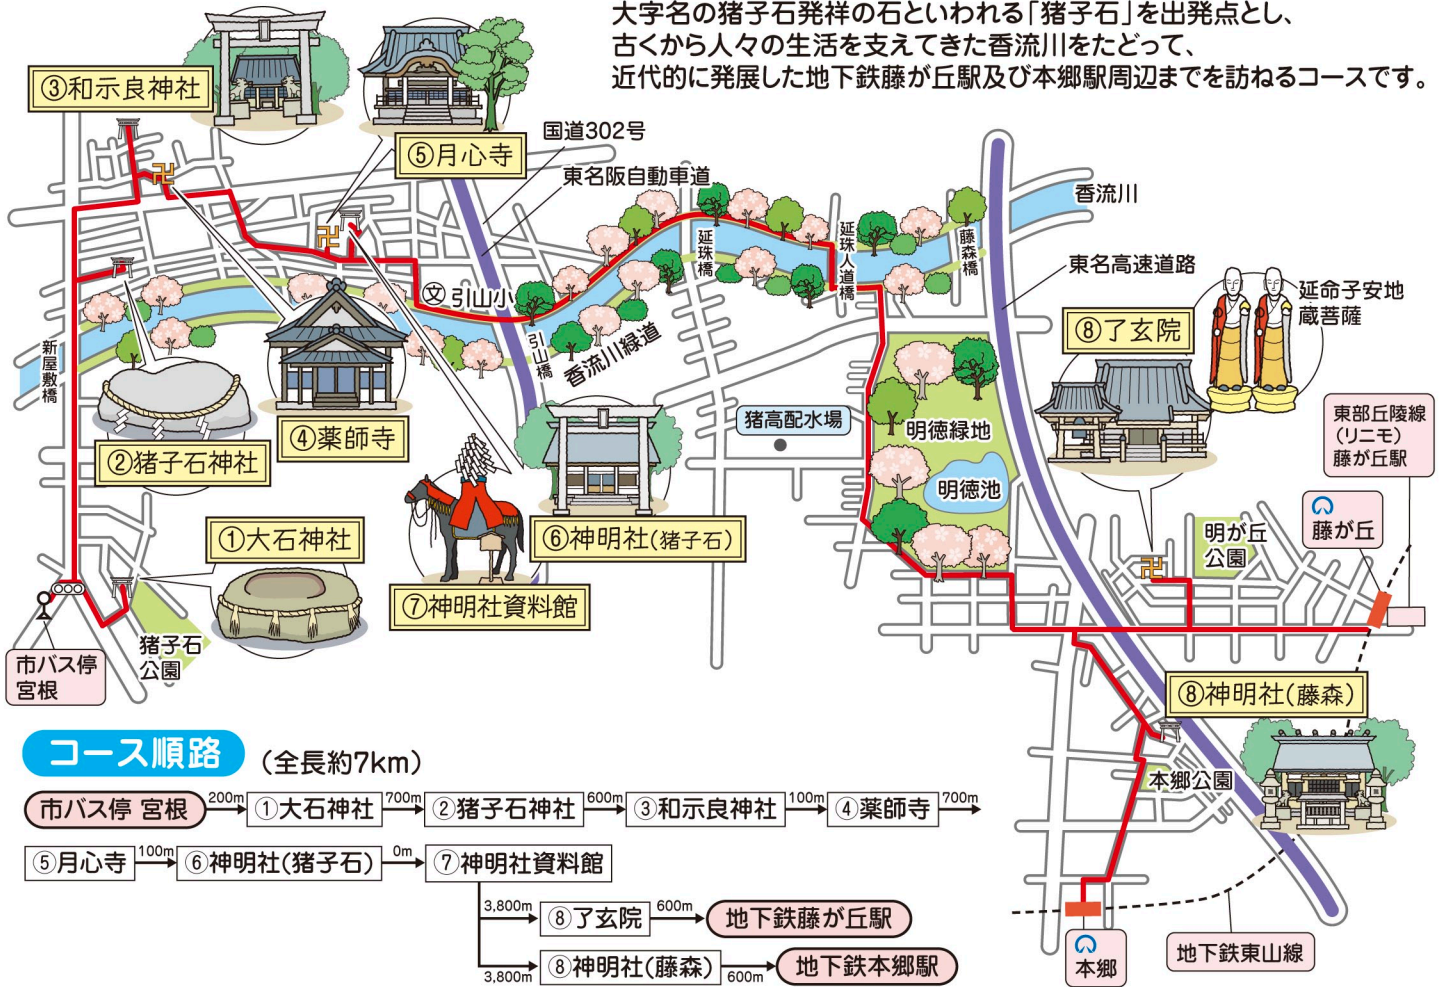 大字名の猪子石発祥の石といわれる「猪子石」を出発点とし、
古くから人々の生活を支えてきた香流川をたどって、
近代的に発展した地下鉄藤が丘駅及び本郷駅周辺までを訪ねるコースです。
③和示良神社
⑤月心寺
国道302号
東名阪自動車道
香流川
延珠橋
延珠人道橋
藤森橋
東名高速道路
延命子安地
蔵菩薩
⑧了玄院
文 引山小
引山橋
香流川緑道
新屋敷橋
②猪子石神社
④薬師寺
猪高配水場
明徳緑地
明徳池
東部丘陵線
(リニモ)
藤が丘駅
藤が丘
明が丘
公園
①大石神社
⑥神明社(猪子石)
⑦神明社資料館
猪子石
公園
市バス停
宮根
⑧神明社(藤森)
本郷公園
本郷
地下鉄東山線
コース順路 (全長約7km)
市バス停 宮根 200m ①大石神社 700m ②猪子石神社 600m ③和示良神社 100m ④薬師寺 700m
⑤月心寺 100m ⑥神明社(猪子石) 0m ⑦神明社資料館
3,800m ⑧了玄院 600m 地下鉄藤が丘駅
3,800m ⑧神明社(藤森) 600m 地下鉄本郷駅